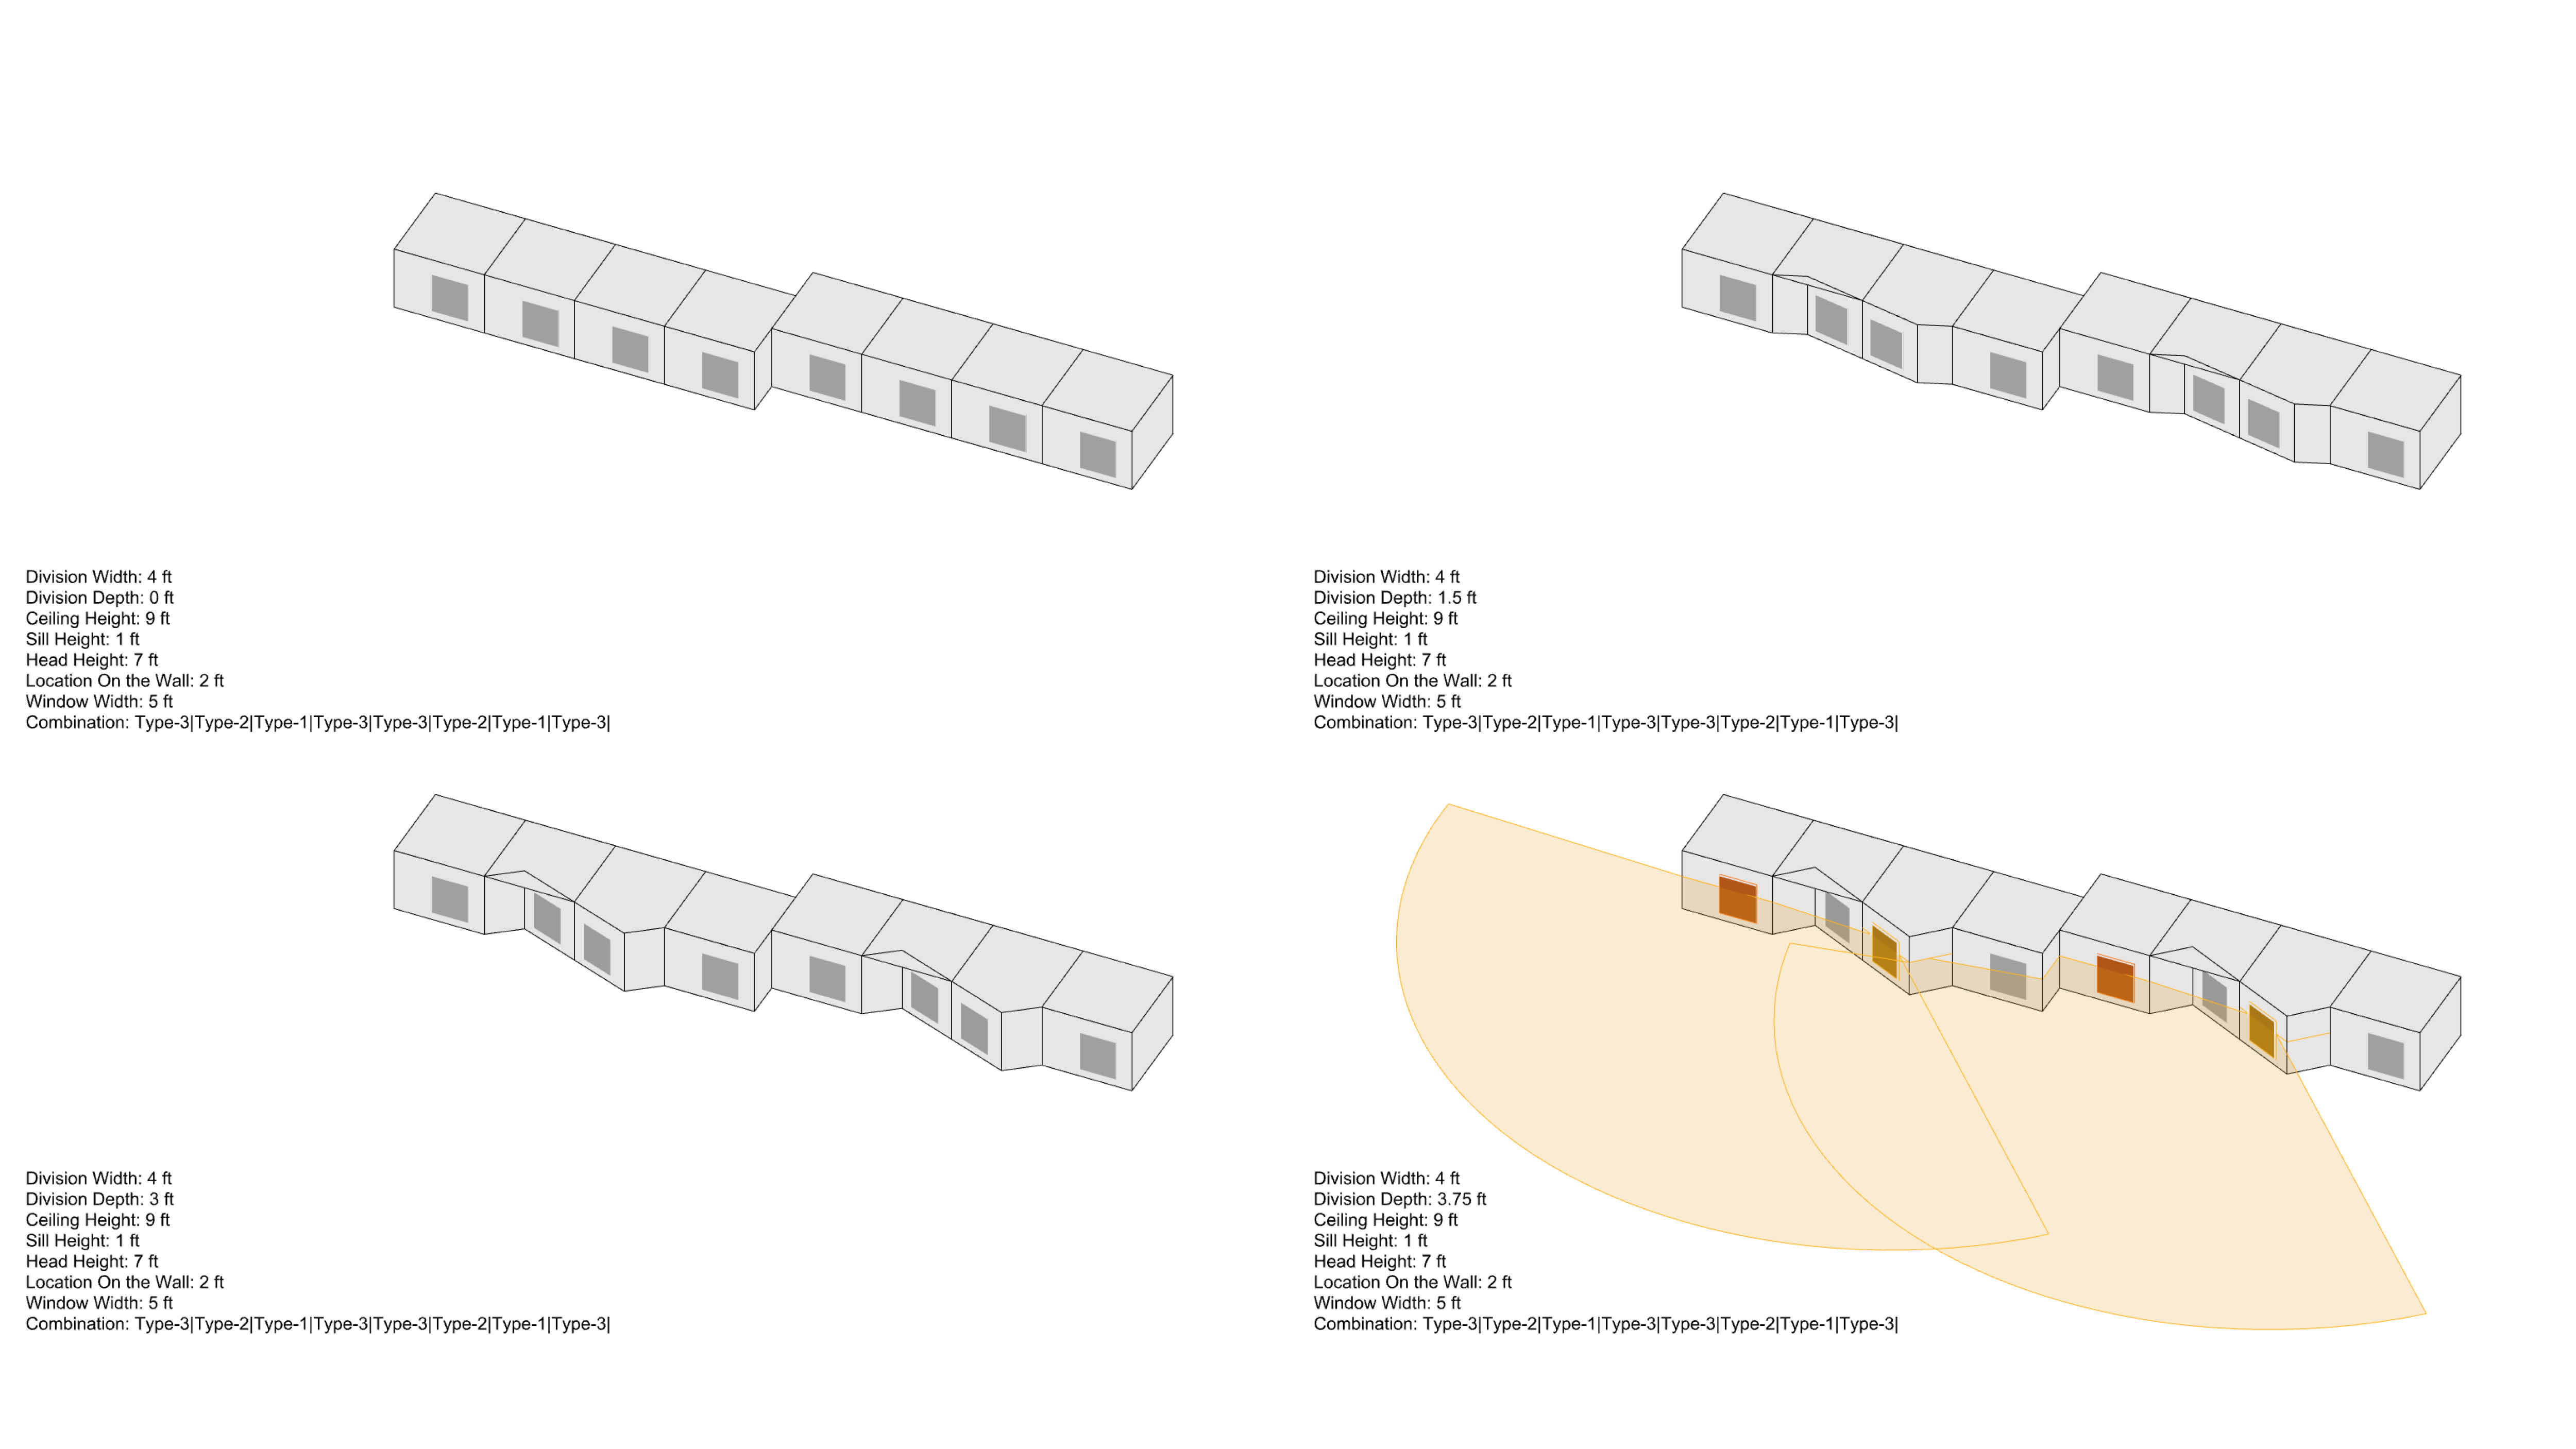 Division Width: 4 ft
Division Depth: 0 ft
Ceiling Height: 9 ft
Sill Height: 1 ft
Head Height: 7 ft
Location On the Wall: 2 ft
Window Width: 5 ft
Combination: Type-3|Type-2|Type-1|Type-3|Type-3|Type-2|Type-1|Type-3|
Division Width: 4 ft
Division Depth: 1.5 ft
Ceiling Height: 9 ft
Sill Height: 1 ft
Head Height: 7 ft
Location On the Wall: 2 ft
Window Width: 5 ft
Combination: Type-3|Type-2|Type-1|Type-3|Type-3|Type-2|Type-1|Type-3|
Division Width: 4 ft
Division Depth: 3 ft
Ceiling Height: 9 ft
Sill Height: 1 ft
Head Height: 7 ft
Location On the Wall: 2 ft
Window Width: 5 ft
Combination: Type-3|Type-2|Type-1|Type-3|Type-3|Type-2|Type-1|Type-3|
Division Width: 4 ft
Division Depth: 3.75 ft
Ceiling Height: 9 ft
Sill Height: 1 ft
Head Height: 7 ft
Location On the Wall: 2 ft
Window Width: 5 ft
Combination: Type-3|Type-2|Type-1|Type-3|Type-3|Type-2|Type-1|Type-3|